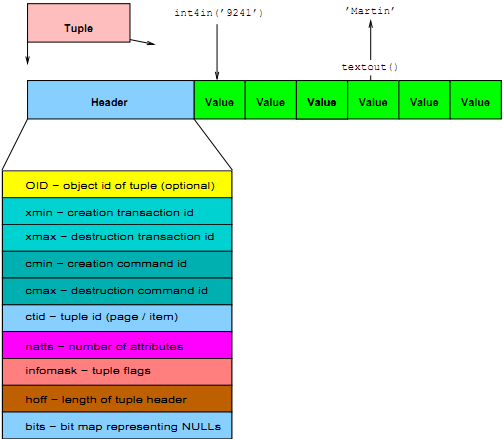 Tuple
int4in('9241')
'Martin'
textout()
Header
Value
Value
Value
Value
Value
Value
OID − object id of tuple (optional)
xmin − creation transaction id
xmax − destruction transaction id
cmin − creation command id
cmax − destruction command id
ctid − tuple id (page / item)
natts − number of attributes
infomask − tuple flags
hoff − length of tuple header
bits − bit map representing NULLs